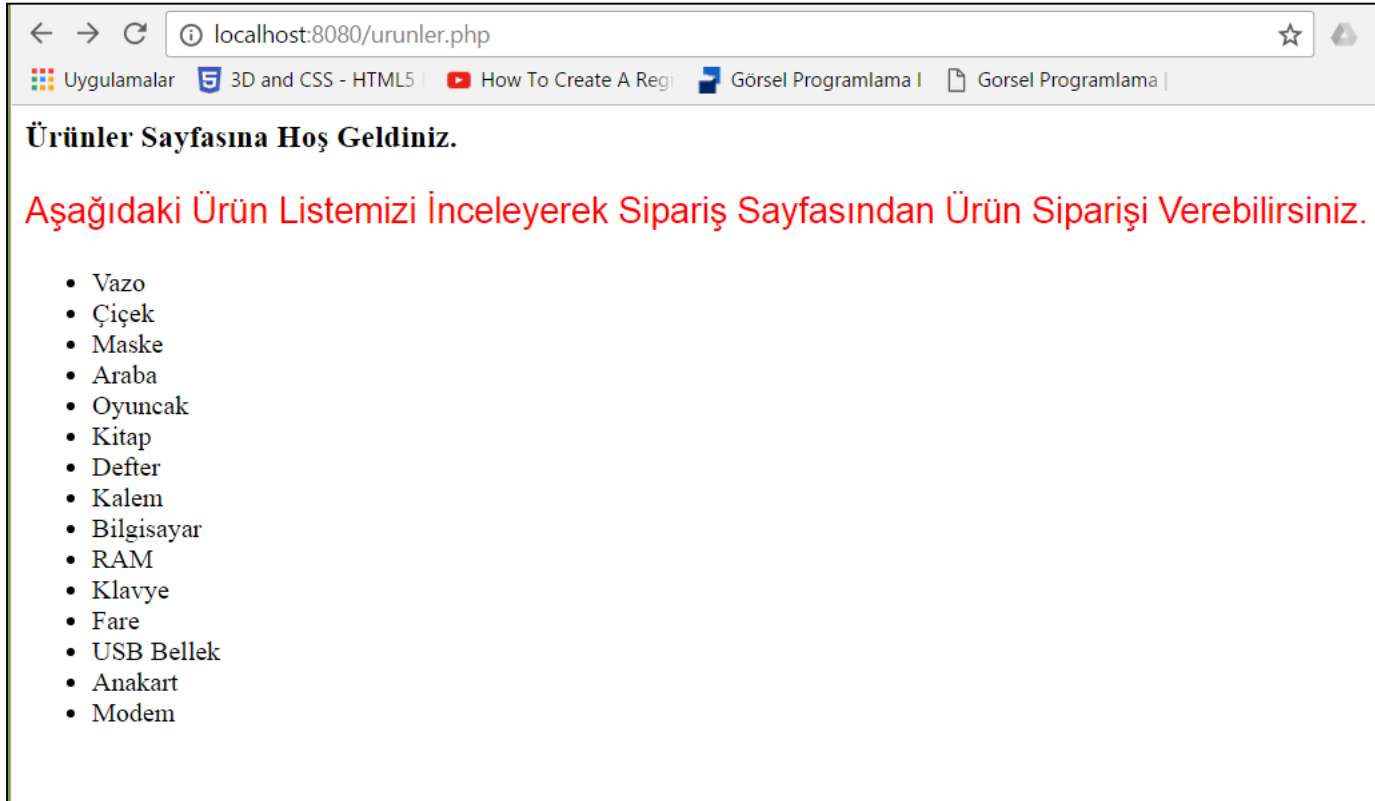 localhost:8080/urunler.php
Uygulamalar 3D and CSS - HTML5 How To Create A Regi Görsel Programlama I Gorsel Programlama |
Ürünler Sayfasına Hoş Geldiniz.
Aşağıdaki Ürün Listemizi İnceleyerek Sipariş Sayfasından Ürün Siparişi Verebilirsiniz.
Vazo
Çiçek
Maske
Araba
Oyuncak
Kitap
Defter
Kalem
Bilgisayar
RAM
Klavye
Fare
USB Bellek
Anakart
Modem